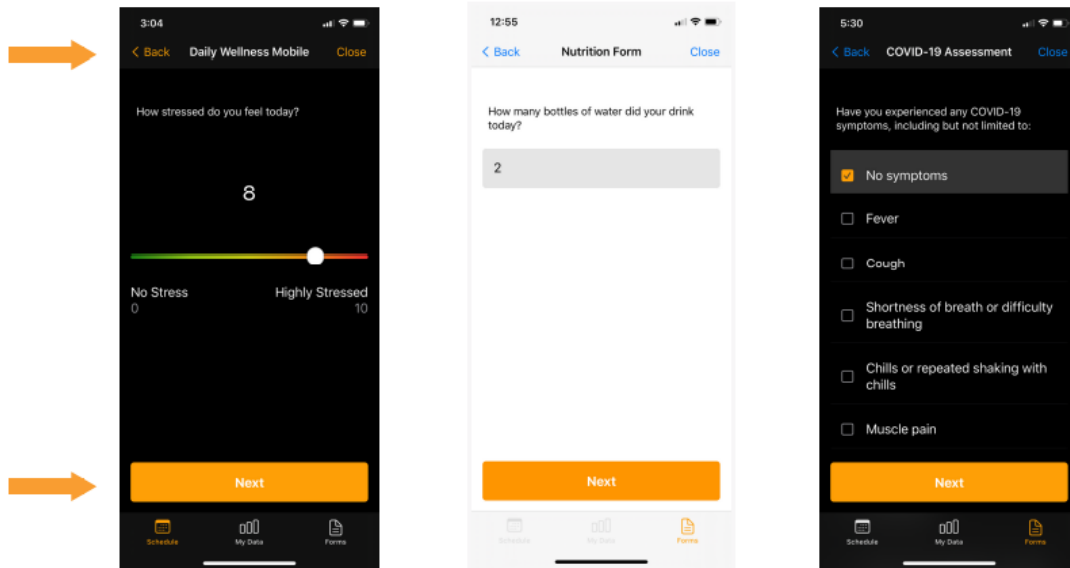 3:04
< Back Daily Wellness Mobile Close
How stressed do you feel today?
8
No Stress Highly Stressed
0 10
Next
Schedule My Data Forms
12:55
< Back Nutrition Form Close
How many bottles of water did your drink
today?
2
Next
Schedule My Data Forms
5:30
< Back COVID-19 Assessment Close
Have you experienced any COVID-19
symptoms, including but not limited to:
No symptoms
Fever
Cough
Shortness of breath or difficulty
breathing
Chills or repeated shaking with
chills
Muscle pain
Next
Schedule My Data Forms